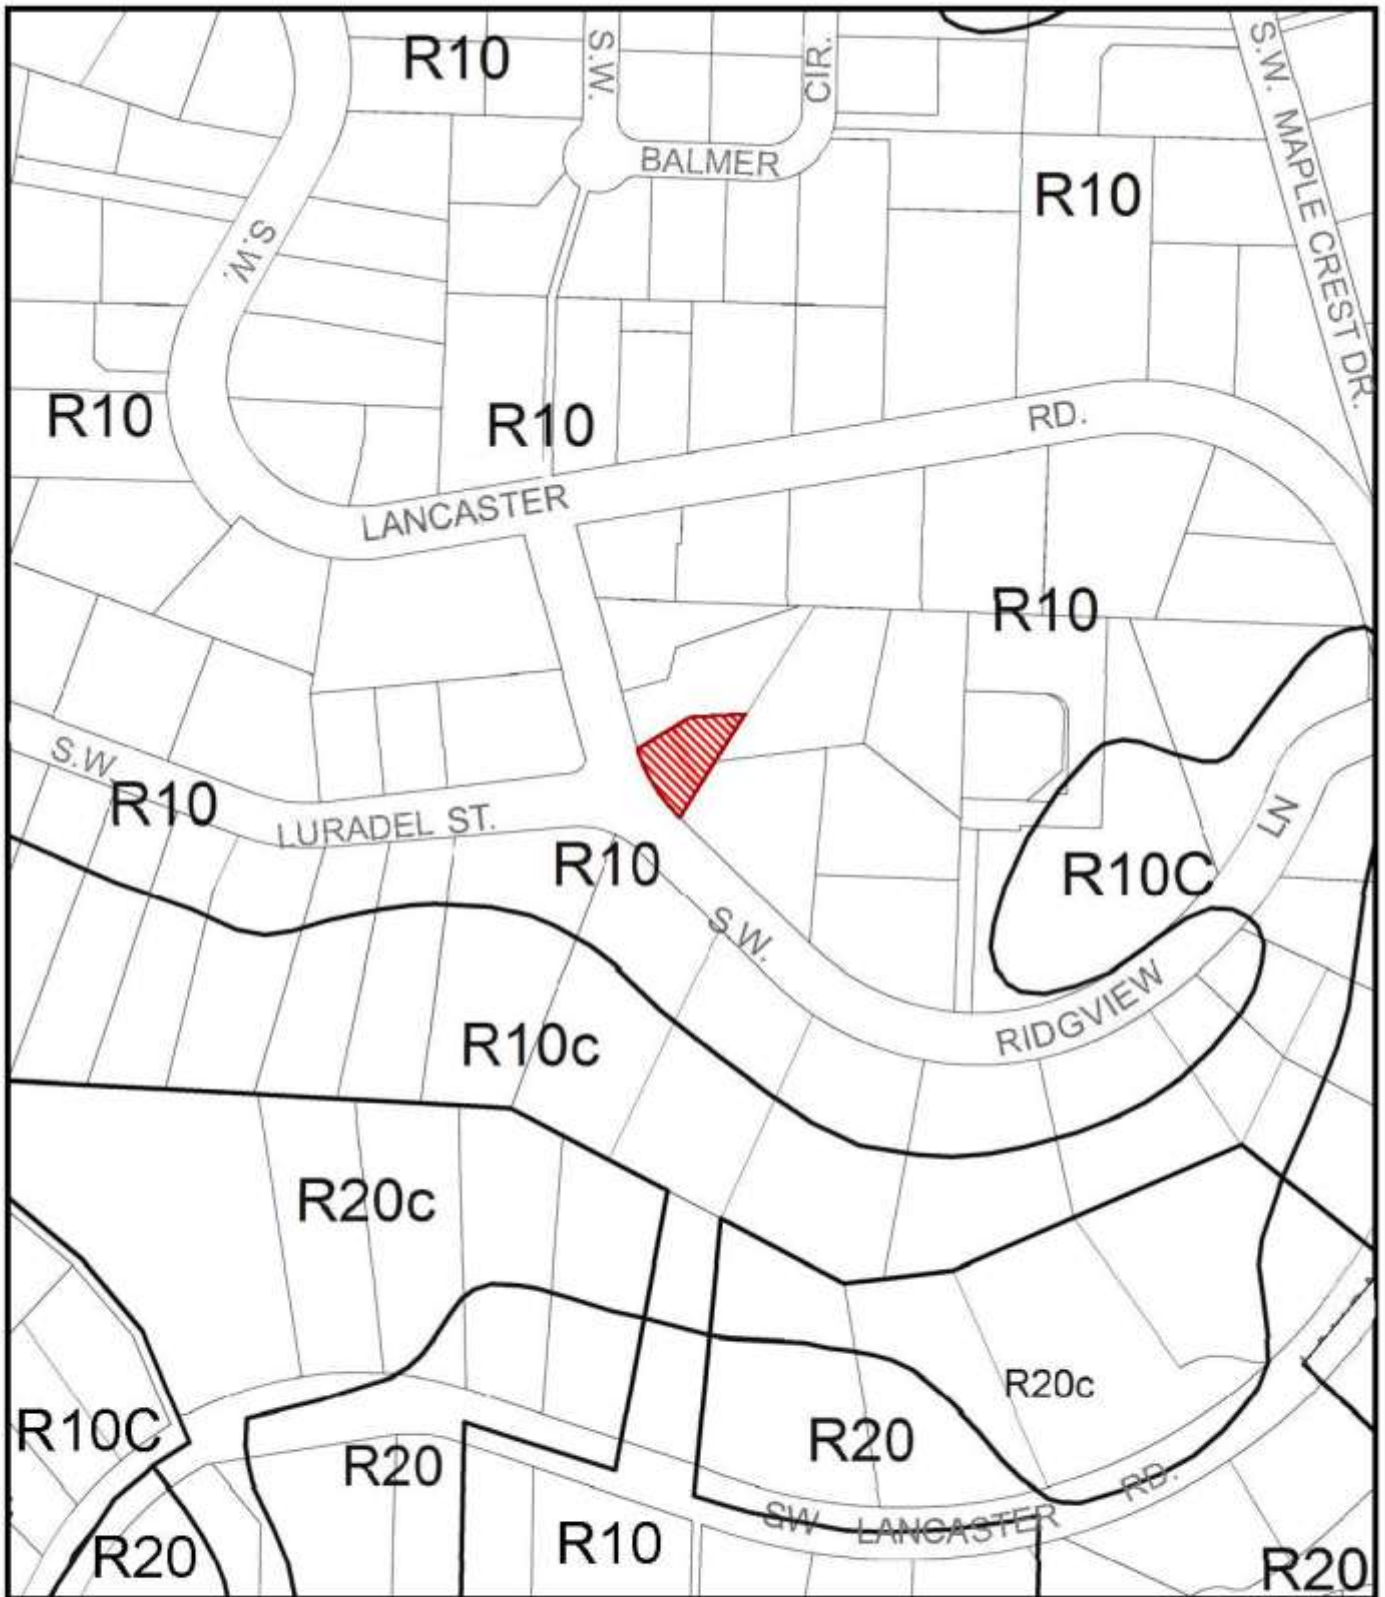 R10
S.W.
CIR.
S.W. MAPLE CREST DR.
BALMER
R10
S.W.
R10
R10
RD.
LANCASTER
R10
S.W.
R10
LURADEL ST.
LN
R10
R10C
S.W.
RIDGVIEW
R10c
R20c
R20c
R10C
R20
R20
RD.
SW LANCASTER
R20
R10
R20